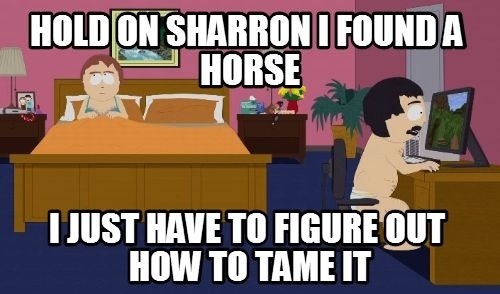 HOLD ON SHARRON I FOUND A
HORSE
I JUST HAVE TO FIGURE OUT
HOW TO TAME IT